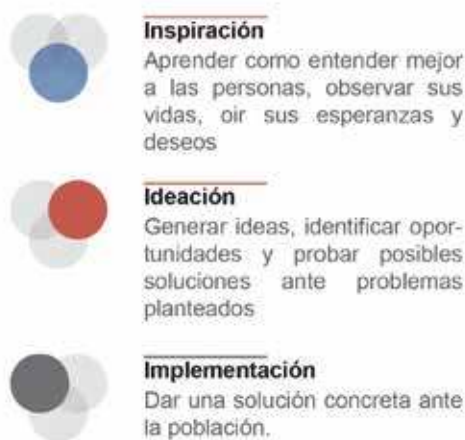 Inspiración
Aprender como entender mejor
a las personas, observar sus
vidas, oir sus esperanzas y
deseos
Ideación
Generar ideas, identificar opor-
tunidades y probar posibles
soluciones ante problemas
planteados
Implementación
Dar una solución concreta ante
la población.